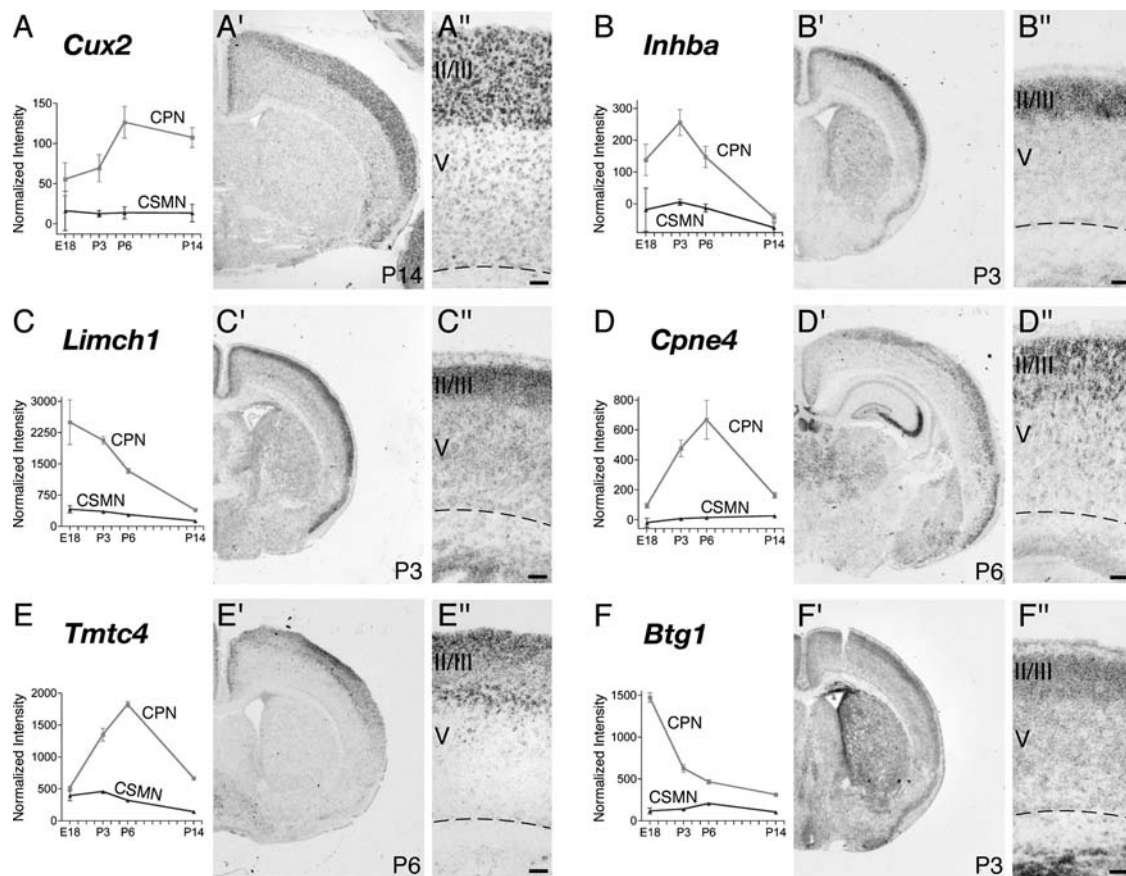 A
Cux2
Normalized Intensity
150
100
50
0
CPN
CSMN
E18 P3 P6 P14
A'
P14
A"
II/III
V
B
Inhba
Normalized Intensity
300
200
100
0
CPN
CSMN
E18 P3 P6 P14
B'
P3
B"
II/III
V
C
Limch1
Normalized Intensity
3000
2250
1500
750
0
CPN
CSMN
E18 P3 P6 P14
C'
P3
C"
II/III
V
D
Cpne4
Normalized Intensity
800
600
400
200
0
CPN
CSMN
E18 P3 P6 P14
D'
P6
D"
II/III
V
E
Tmtc4
Normalized Intensity
2000
1500
1000
500
0
CPN
CSMN
E18 P3 P6 P14
E'
P6
E"
II/III
V
F
Btg1
Normalized Intensity
1500
1000
500
0
CPN
CSMN
E18 P3 P6 P14
F'
P3
F"
II/III
V